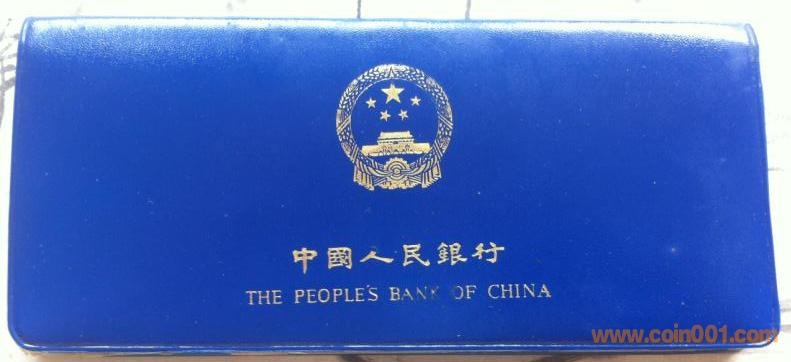 中國人民銀行
THE PEOPLE'S BANK OF CHINA
www.coin001.com